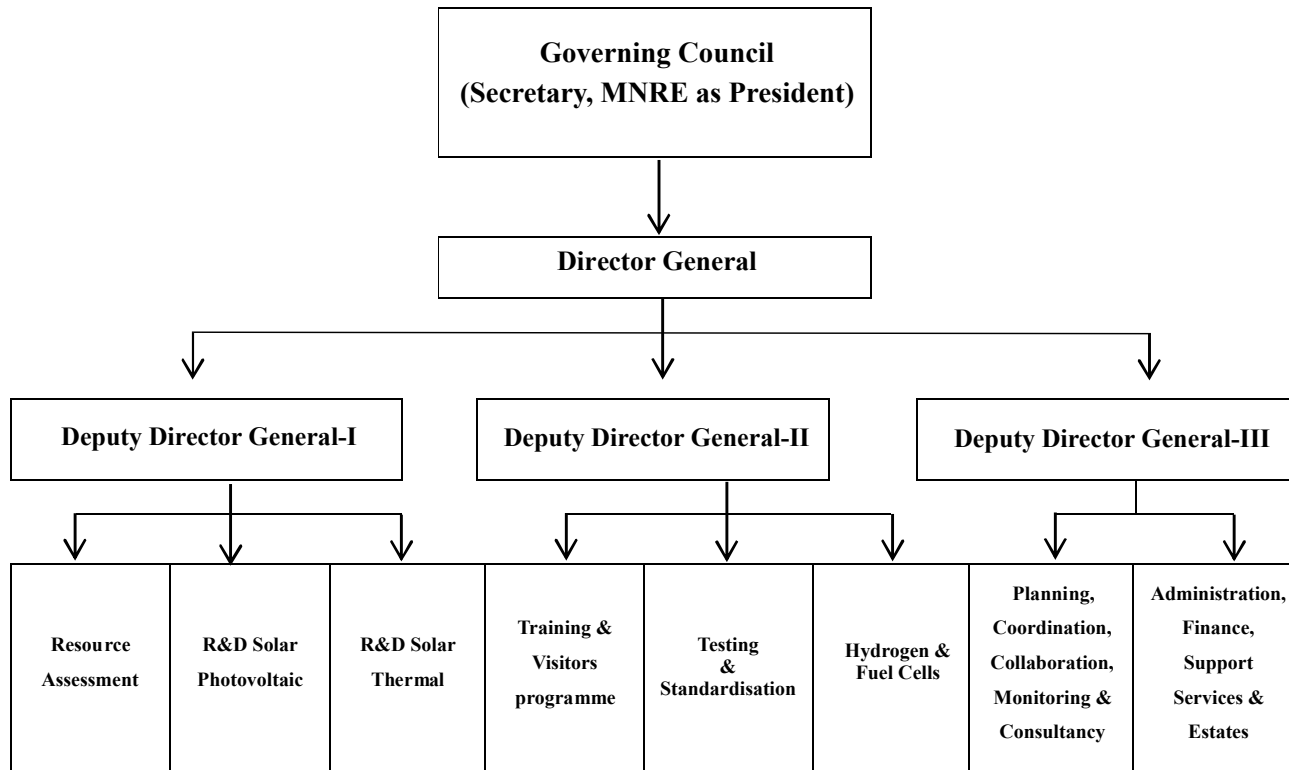 Governing Council
(Secretary, MNRE as President)
Director General
Deputy Director General-I
Deputy Director General-II
Deputy Director General-III
Resource
Assessment
R&D Solar
Photovoltaic
R&D Solar
Thermal
Training &
Visitors
programme
Testing
&
Standardisation
Hydrogen &
Fuel Cells
Planning,
Coordination,
Collaboration,
Monitoring &
Consultancy
Administration,
Finance,
Support
Services &
Estates